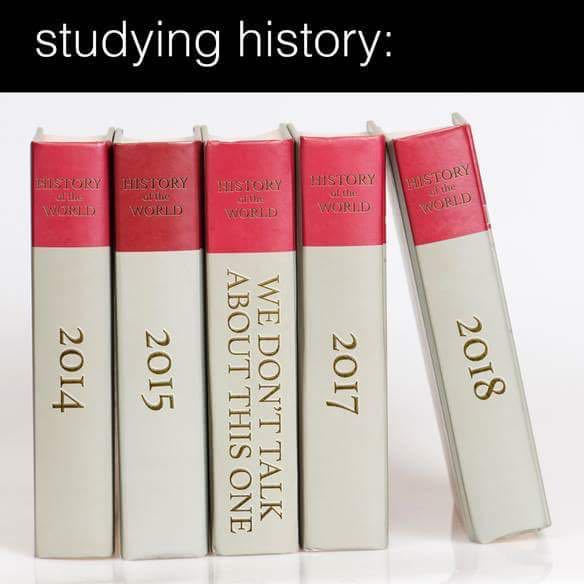 studying history:
HISTORY
of the
WORLD
2014
HISTORY
of the
WORLD
2015
HISTORY
of the
WORLD
WE DON'T TALK
ABOUT THIS ONE
HISTORY
of the
WORLD
2017
HISTORY
of the
WORLD
2018